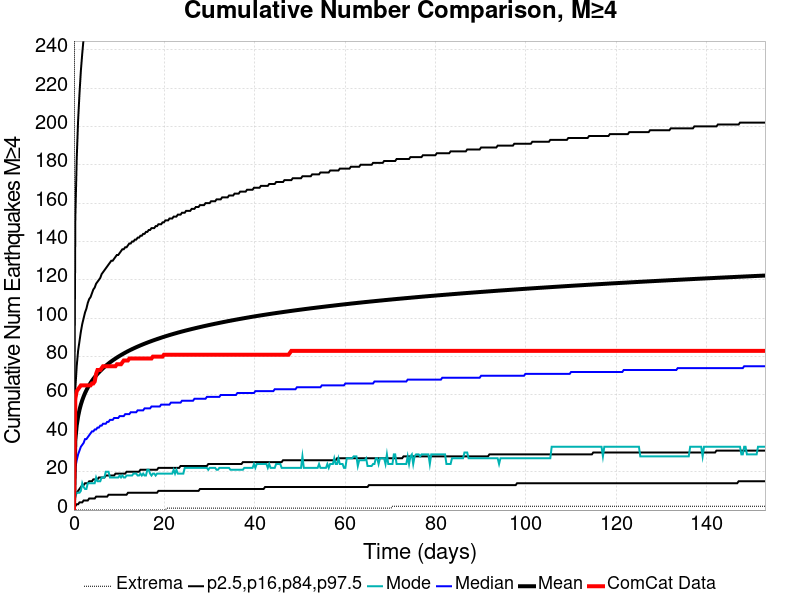 Cumulative Number Comparison, M≥4
Cumulative Num Earthquakes M≥4
240
220
200
180
160
140
120
100
80
60
40
20
0
0 20 40 60 80 100 120 140
Time (days)
Extrema p2.5,p16,p84,p97.5 Mode Median Mean ComCat Data